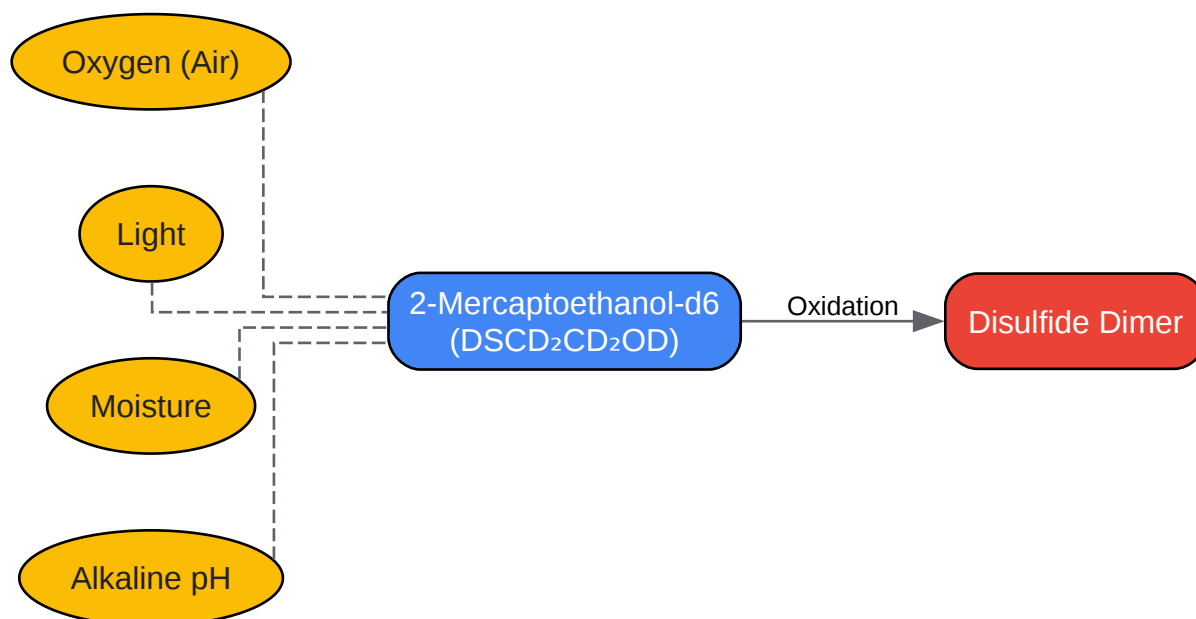 Oxygen (Air)
Light
Moisture
Alkaline pH
2-Mercaptoethanol-d6
(DSCD₂CD₂OD)
Oxidation
Disulfide Dimer